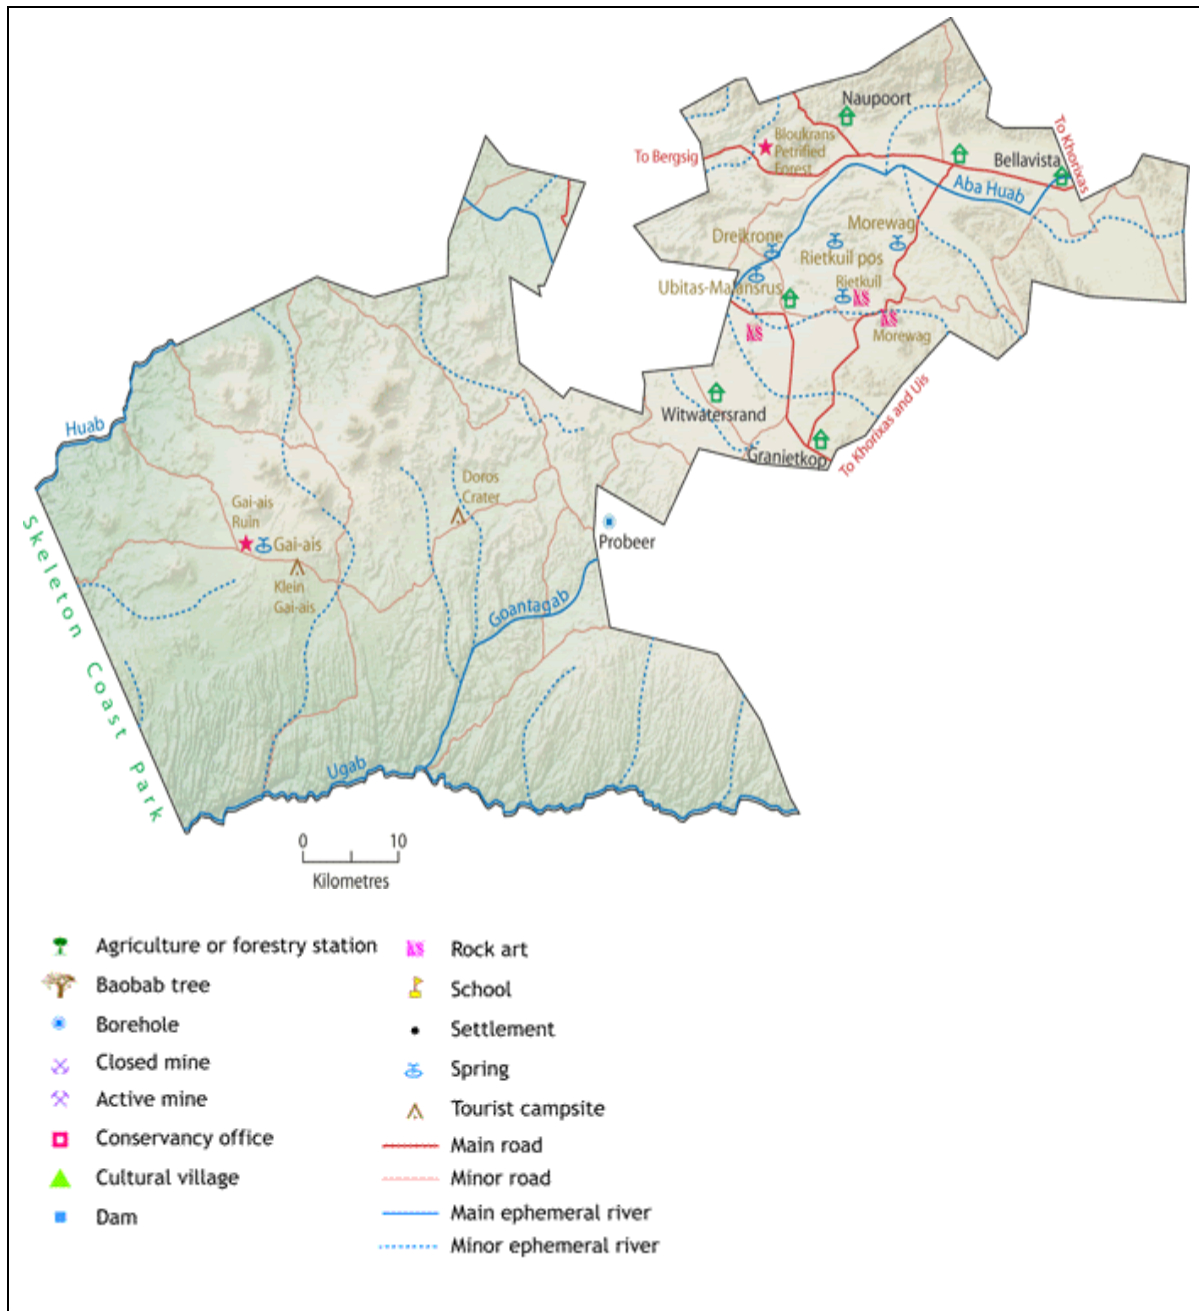 Naupoort
To Khorixas
Bloukrans
Petrified
Forest
To Bergsig
Bellavista
Aba Huab
Morewag
Dreikrone
Rietkuil pos
Rietkuil
Ubitas-Malansrus
Morewag
Witwatersrand
To Khorixas and Uis
Granietkop
Huab
Doros
Crater
Gai-ais
Ruin
Gai-ais
Probeer
Klein
Gai-ais
Goantagab
Skeleton Coast Park
Ugab
0 10
Kilometres
Agriculture or forestry station
Baobab tree
Borehole
Closed mine
Active mine
Conservancy office
Cultural village
Dam
Rock art
School
Settlement
Spring
Tourist campsite
Main road
Minor road
Main ephemeral river
Minor ephemeral river